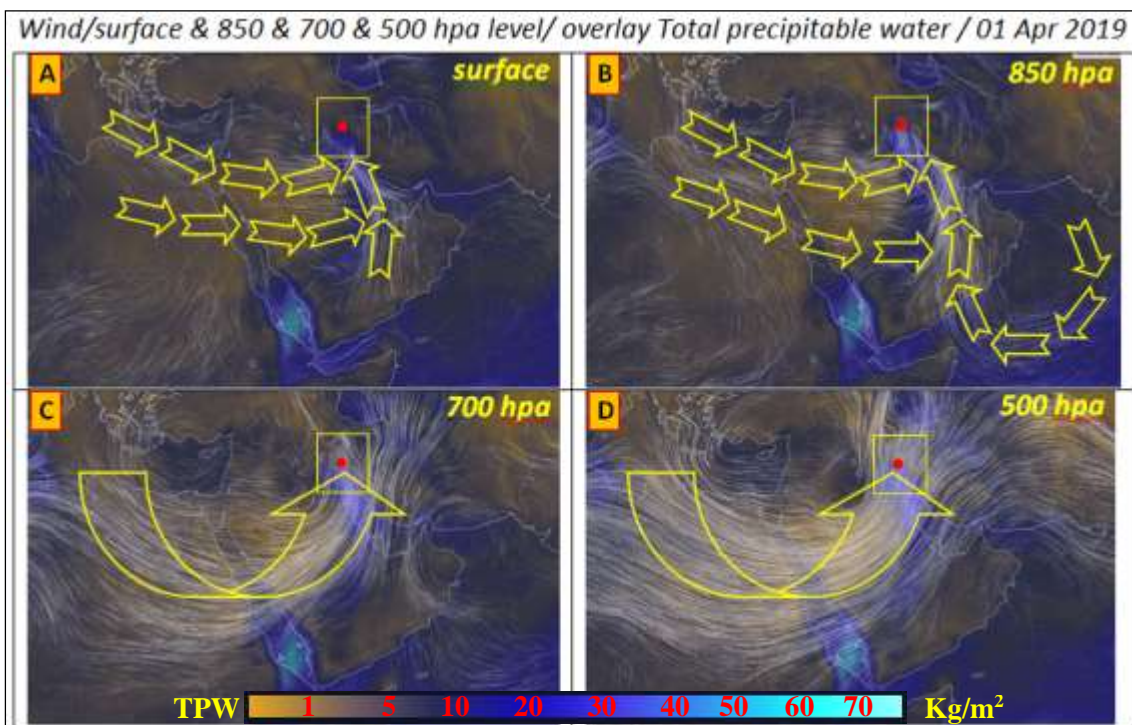 Wind/surface & 850 & 700 & 500 hpa level/ overlay Total precipitable water / 01 Apr 2019
A surface
B 850 hpa
C 700 hpa
D 500 hpa
TPW 1 5 10 20 30 40 50 60 70 Kg/m²